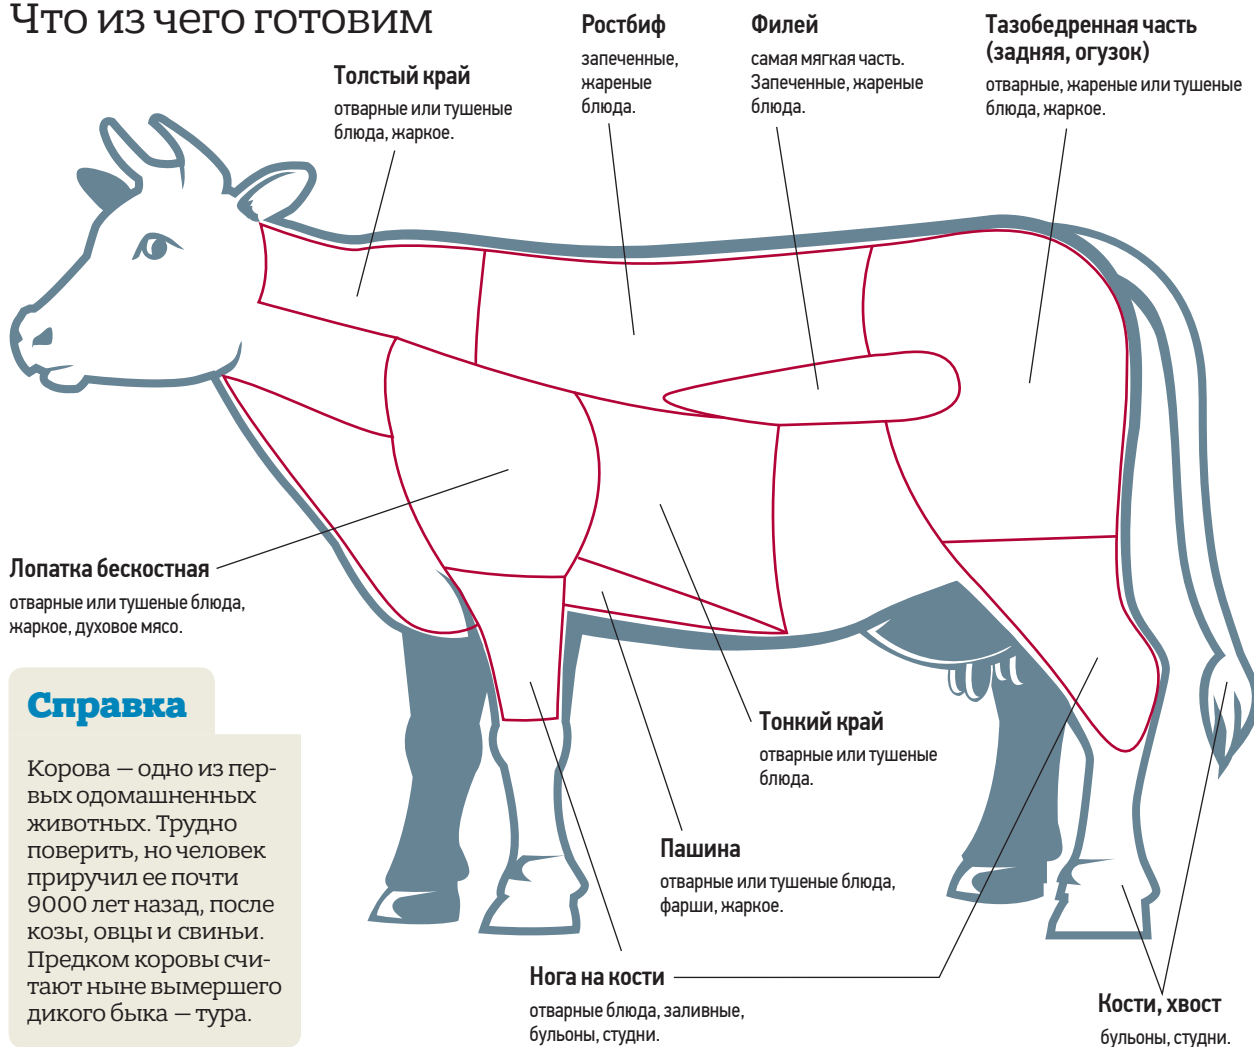 Что из чего готовим
Толстый край
отварные или тушеные
блюда, жаркое.
Ростбиф
запеченные,
жареные
блюда.
Филей
самая мягкая часть.
Запеченные, жареные
блюда.
Тазобедренная часть
(задняя, огузок)
отварные, жареные или тушеные
блюда, жаркое.
Лопатка бескостная
отварные или тушеные блюда,
жаркое, духовое мясо.
Справка
Корова — одно из пер-
вых одомашненных
животных. Трудно
поверить, но человек
приручил ее почти
9000 лет назад, после
козы, овцы и свиньи.
Предком коровы счи-
тают ныне вымершего
дикого быка — тура.
Тонкий край
отварные или тушеные
блюда.
Пашина
отварные или тушеные блюда,
фарши, жаркое.
Нога на кости
отварные блюда, заливные,
бульоны, студни.
Кости, хвост
бульоны, студни.